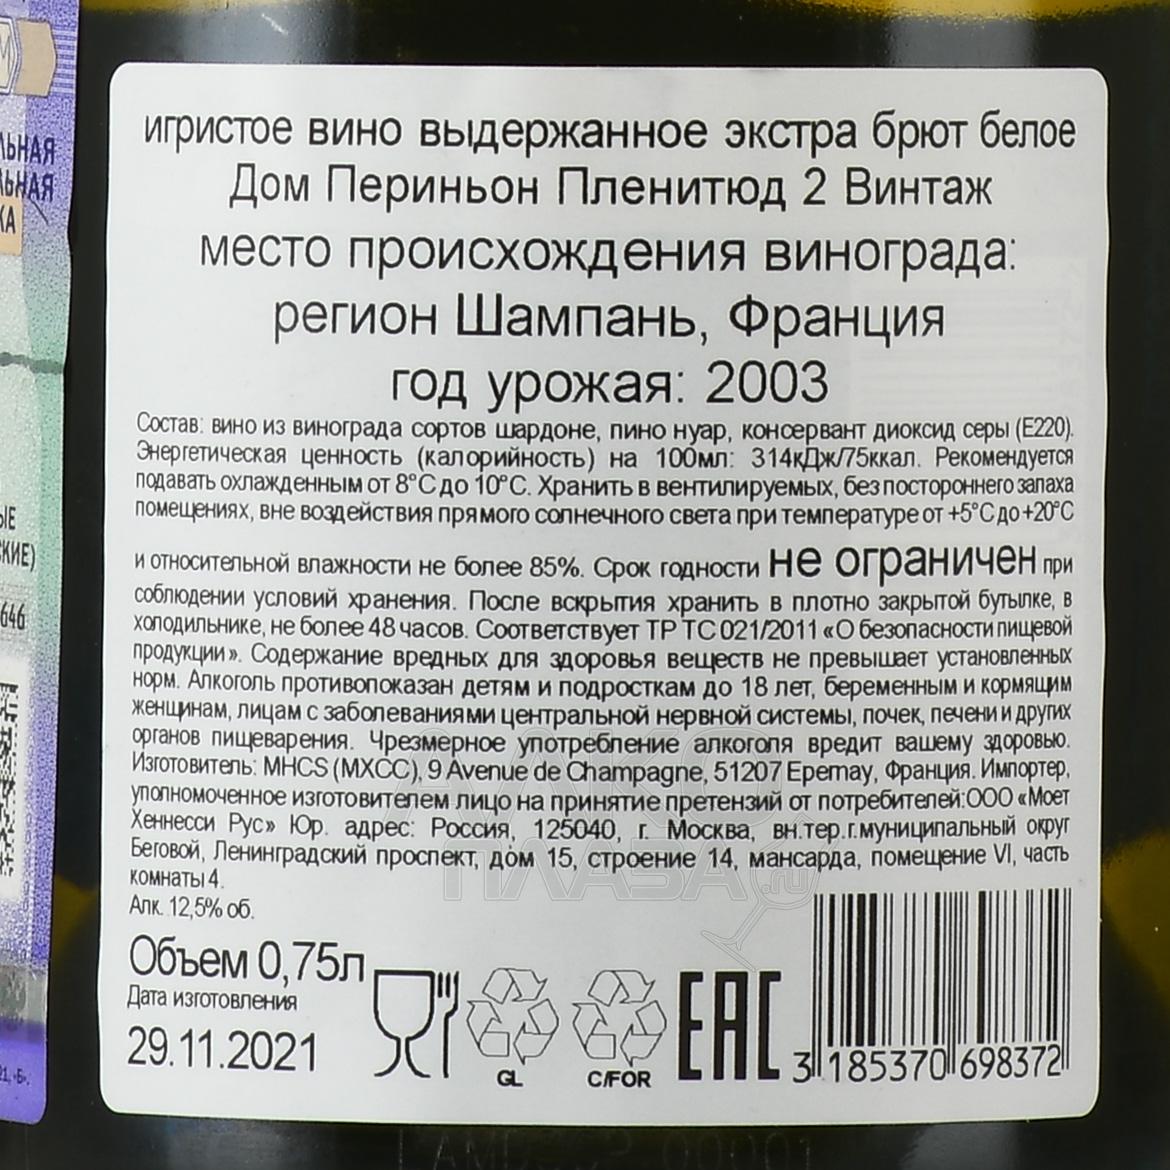 игристое вино выдержанное экстра брют белое
Дом Периньон Пленитюд 2 Винтаж
место происхождения винограда:
регион Шампань, Франция
год урожая: 2003
Состав: вино из винограда сортов шардоне, пино нуар, консервант диоксид серы (E220).
Энергетическая ценность (калорийность) на 100мл: 314кДж/75ккал. Рекомендуется
подавать охлажденным от 8°С до 10°С. Хранить в вентилируемых, без постороннего запаха
помещениях, вне воздействия прямого солнечного света при температуре от +5°С до +20°С
и относительной влажности не более 85%. Срок годности не ограничен при
соблюдении условий хранения. После вскрытия хранить в плотно закрытой бутылке, в
холодильнике, не более 48 часов. Соответствует ТР ТС 021/2011 «О безопасности пищевой
продукции». Содержание вредных для здоровья веществ не превышает установленных
норм. Алкоголь противопоказан детям и подросткам до 18 лет, беременным и кормящим
женщинам, лицам с заболеваниями центральной нервной системы, почек, печени и других
органов пищеварения. Чрезмерное употребление алкоголя вредит вашему здоровью.
Изготовитель: MHCS (МХСС), 9 Avenue de Champagne, 51207 Epernay, Франция. Импортер,
уполномоченное изготовителем лицо на принятие претензий от потребителей:ООО «Моет
Хеннесси Рус» Юр. адрес: Россия, 125040, г. Москва, вн.тер.г.муниципальный округ
Беговой, Ленинградский проспект, дом 15, строение 14, мансарда, помещение VI, часть
комнаты 4.
Алк. 12,5% об.
Объем 0,75л
Дата изготовления
29.11.2021
GL
C/FOR
EAC
3 185370 698372
АЛКО
ПЛАЗА.ru
646